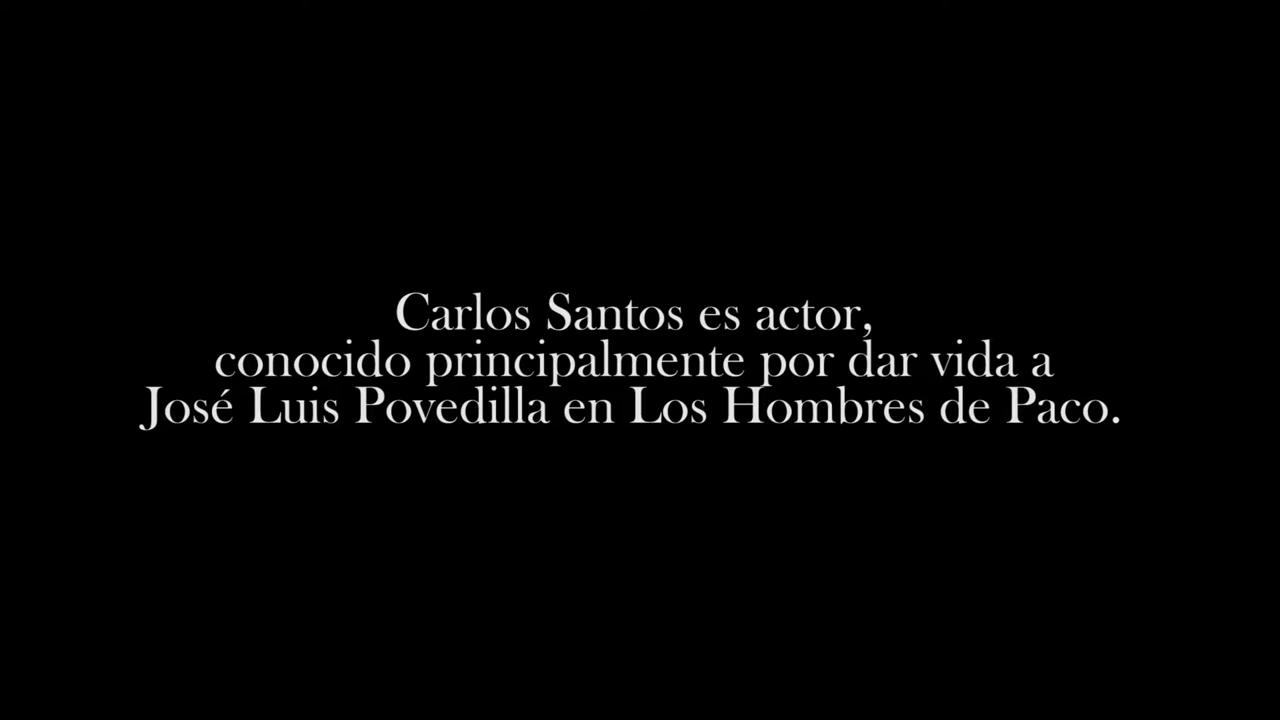 Carlos Santos es actor,
conocido principalmente por dar vida a
José Luis Povedilla en Los Hombres de Paco.